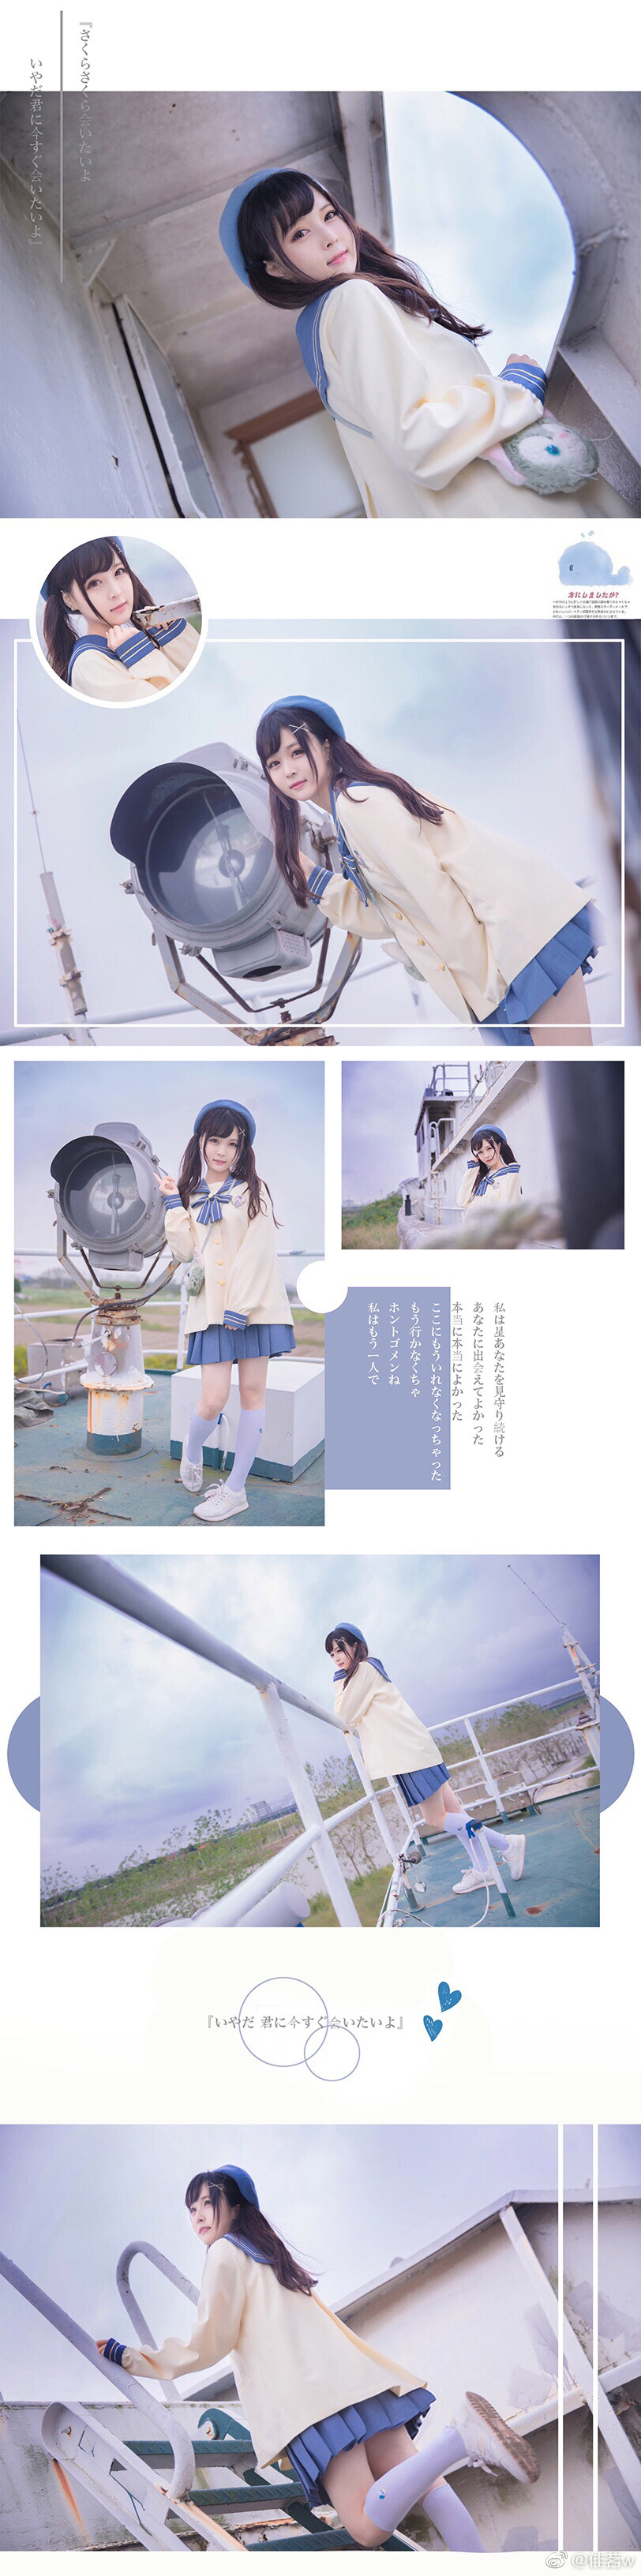 『さくらさくら会いたいよ
いやだ君に今すぐ会いたいよ』
私は星あなたを見守り続ける
あなたに出会えてよかった
本当に本当によかった
ここにもういれなくなっちゃった
もう行かなくちゃ
ホントゴメンね
私はもう一人で
『いやだ 君に今すぐ会いたいよ』